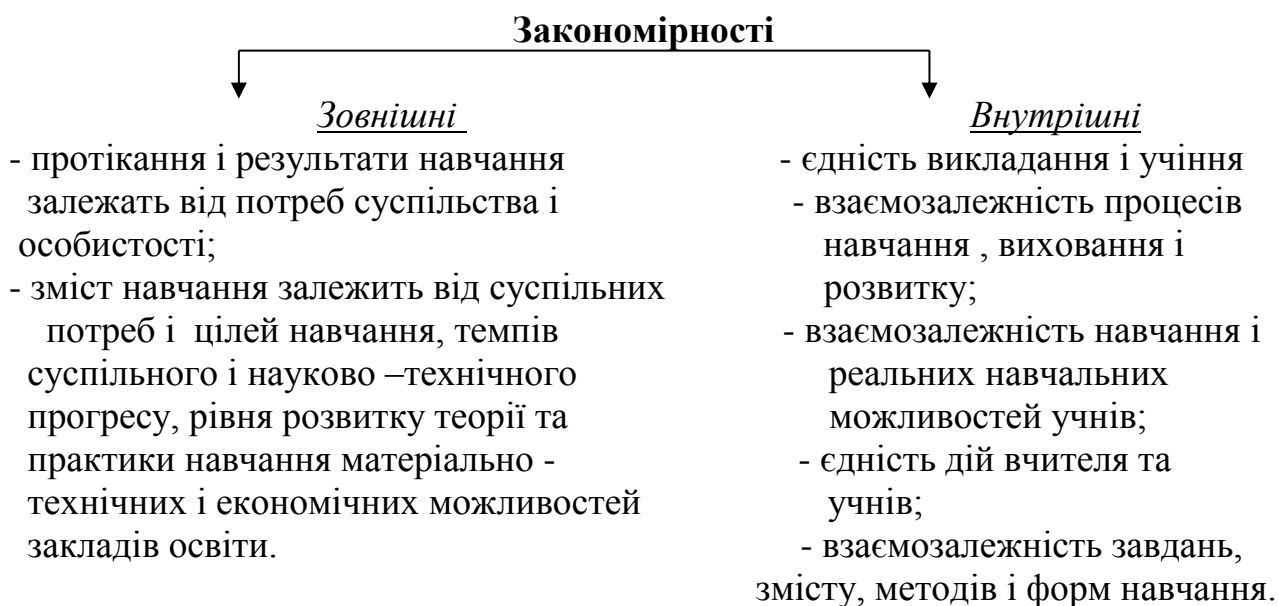 Закономірності
Зовнішні
- протікання і результати навчання
залежать від потреб суспільства і
особистості;
- зміст навчання залежить від суспільних
потреб і цілей навчання, темпів
суспільного і науково –технічного
прогресу, рівня розвитку теорії та
практики навчання матеріально -
технічних і економічних можливостей
закладів освіти.
Внутрішні
- єдність викладання і учіння
- взаємозалежність процесів
навчання , виховання і
розвитку;
- взаємозалежність навчання і
реальних навчальних
можливостей учнів;
- єдність дій вчителя та
учнів;
- взаємозалежність завдань,
змісту, методів і форм навчання.